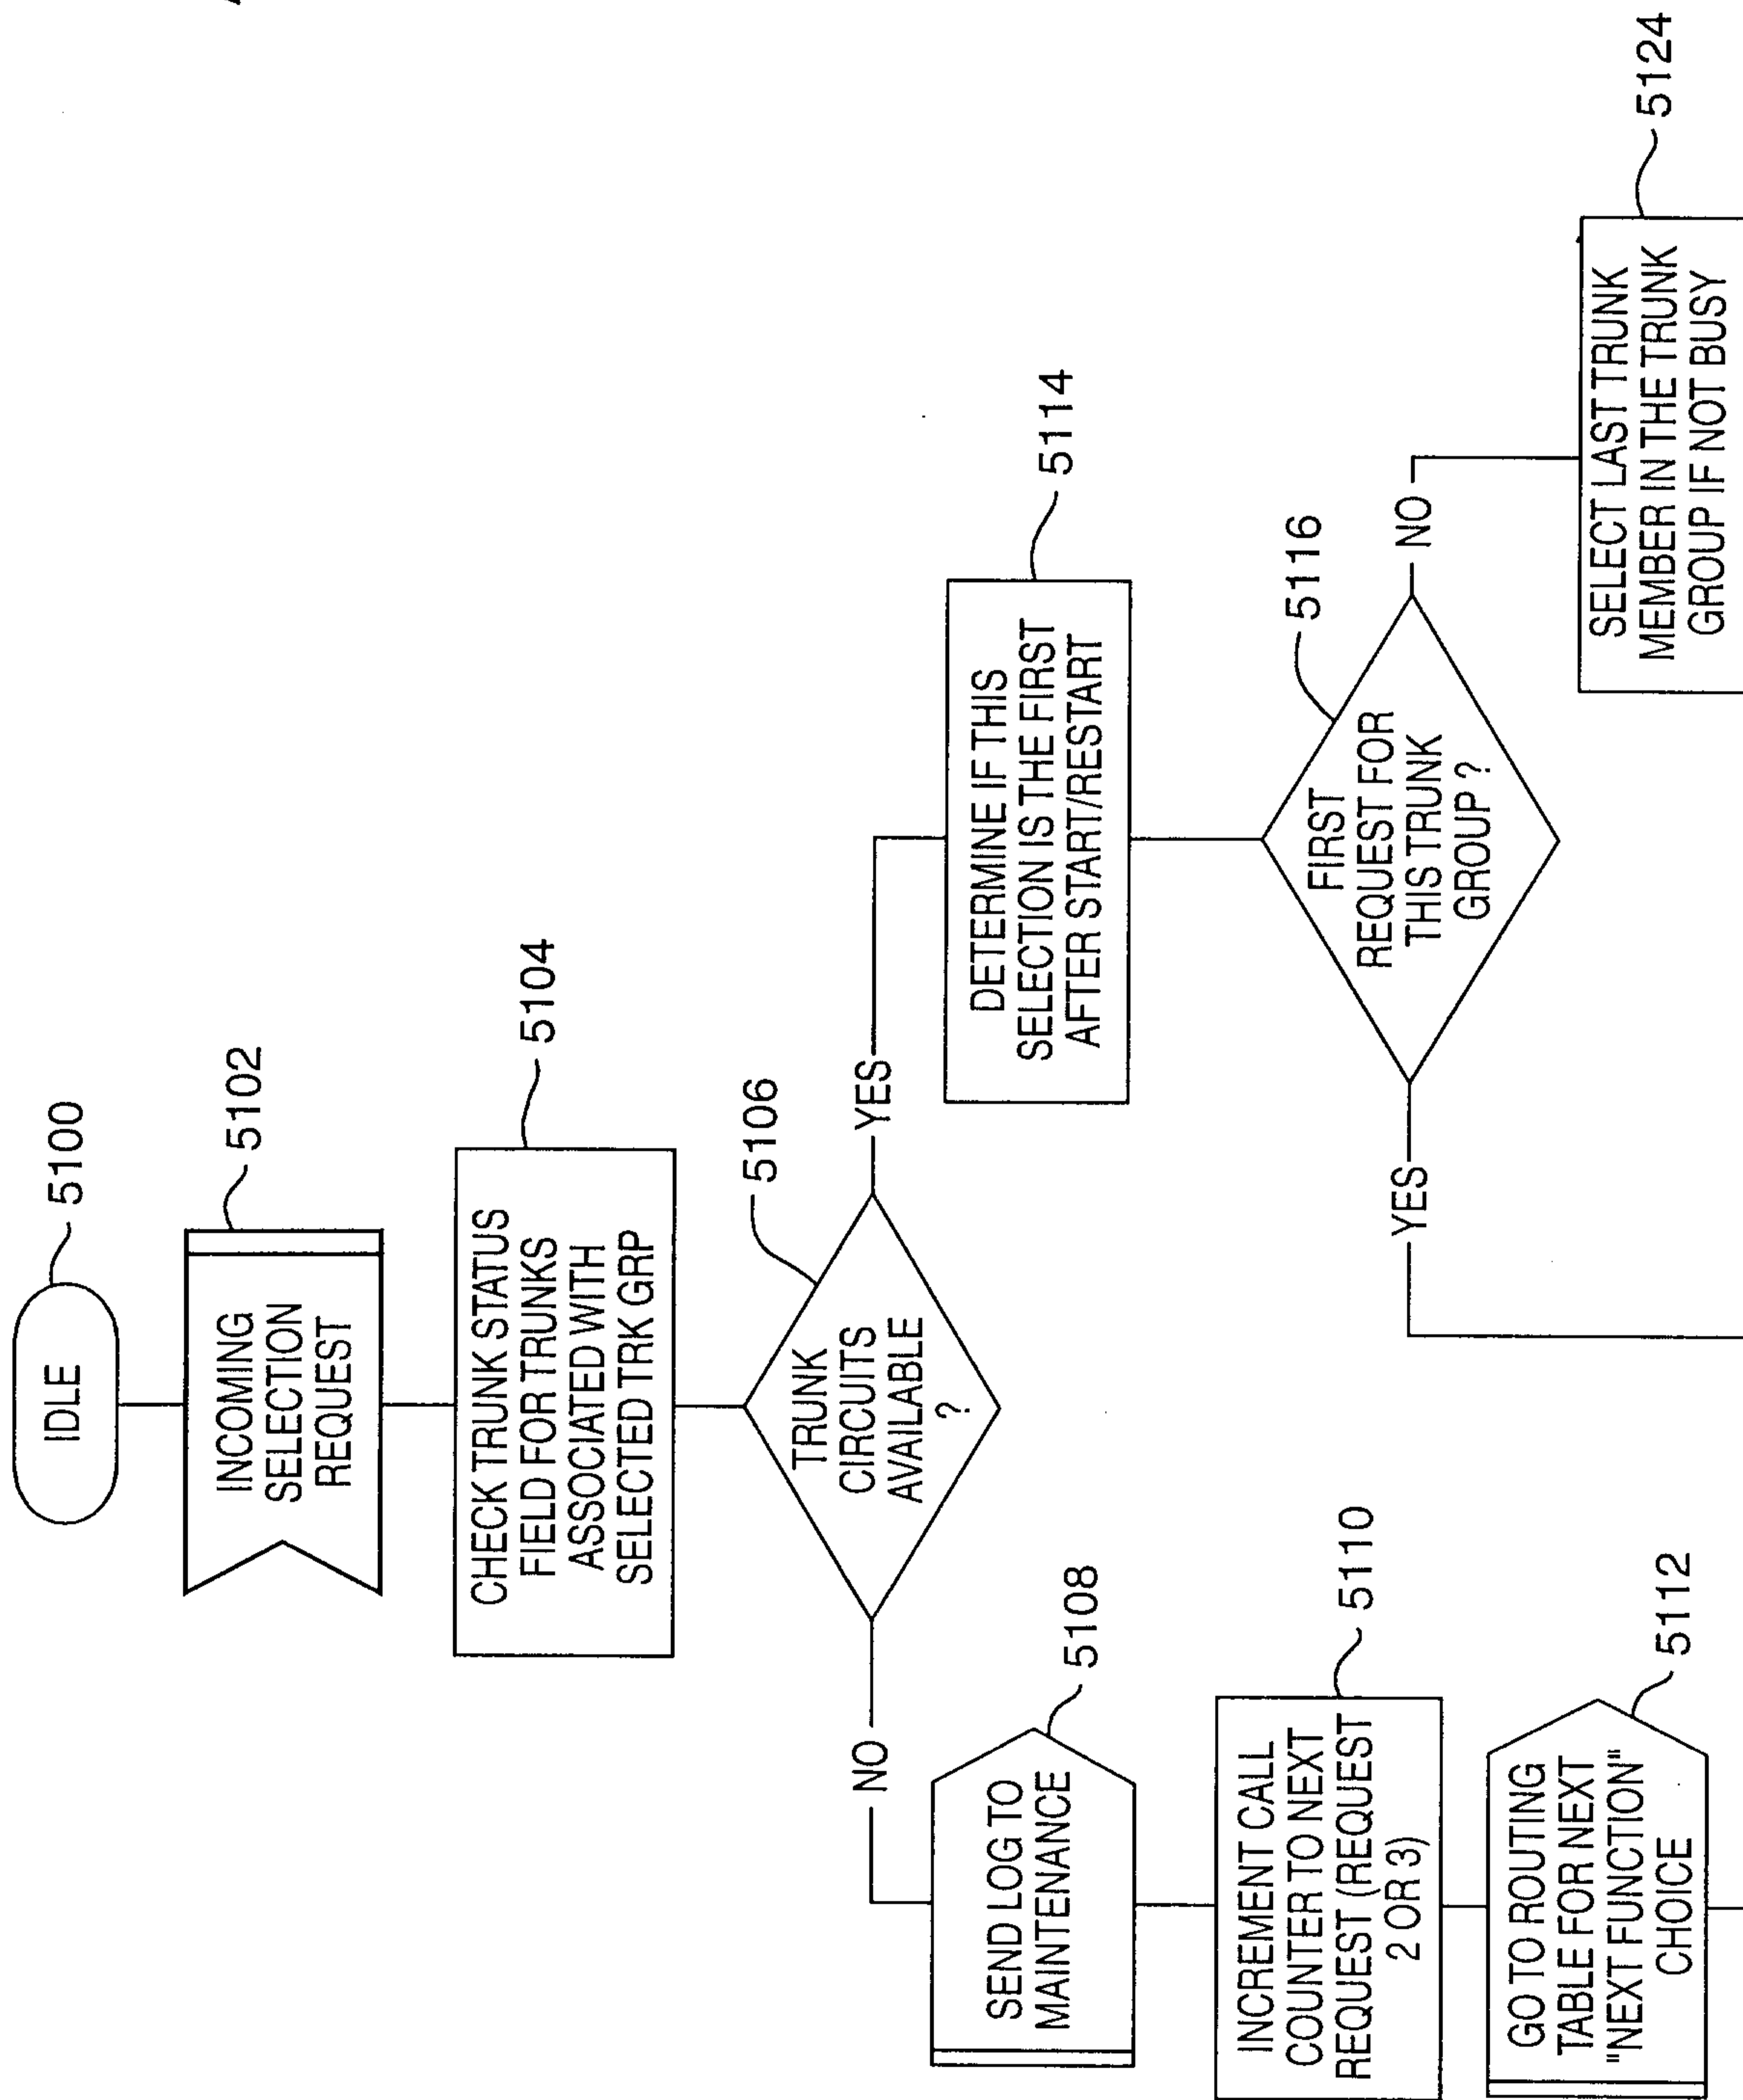 IDLE
5100
INCOMING
SELECTION
REQUEST
5102
CHECK TRUNK STATUS
FIELD FOR TRUNKS
ASSOCIATED WITH
SELECTED TRK GRP
5104
TRUNK
CIRCUITS
AVAILABLE
?
5106
NO
YES
SEND LOG TO
MAINTENANCE
5108
INCREMENT CALL
COUNTER TO NEXT
REQUEST (REQUEST
2 OR 3)
5110
GO TO ROUTING
TABLE FOR NEXT
"NEXT FUNCTION"
CHOICE
5112
DETERMINE IF THIS
SELECTION IS THE FIRST
AFTER START/RESTART
5114
FIRST
REQUEST FOR
THIS TRUNK
GROUP ?
5116
YES
NO
SELECT LAST TRUNK
MEMBER IN THE TRUNK
GROUP IF NOT BUSY
5124